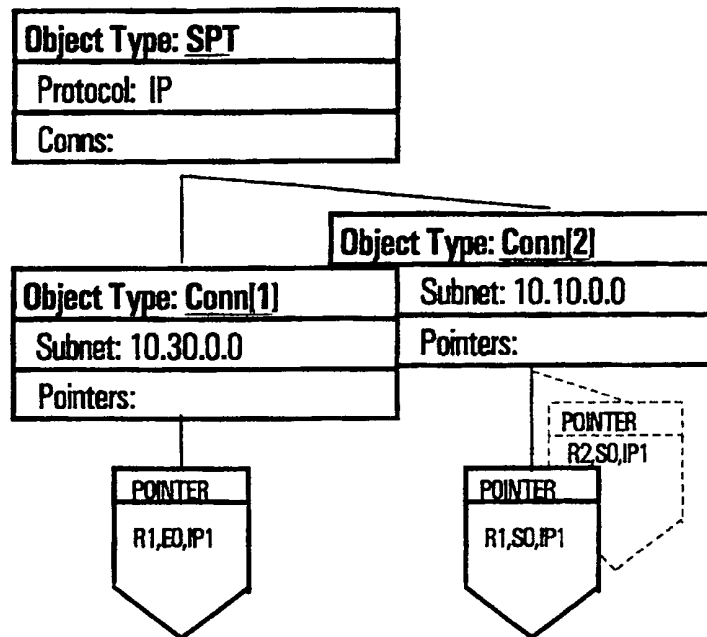 Object Type: SPT
Protocol: IP
Conns:
Object Type: Conn[2]
Subnet: 10.10.0.0
Pointers:
Object Type: Conn[1]
Subnet: 10.30.0.0
Pointers:
POINTER
R2,S0,IP1
POINTER
R1,E0,IP1
POINTER
R1,S0,IP1